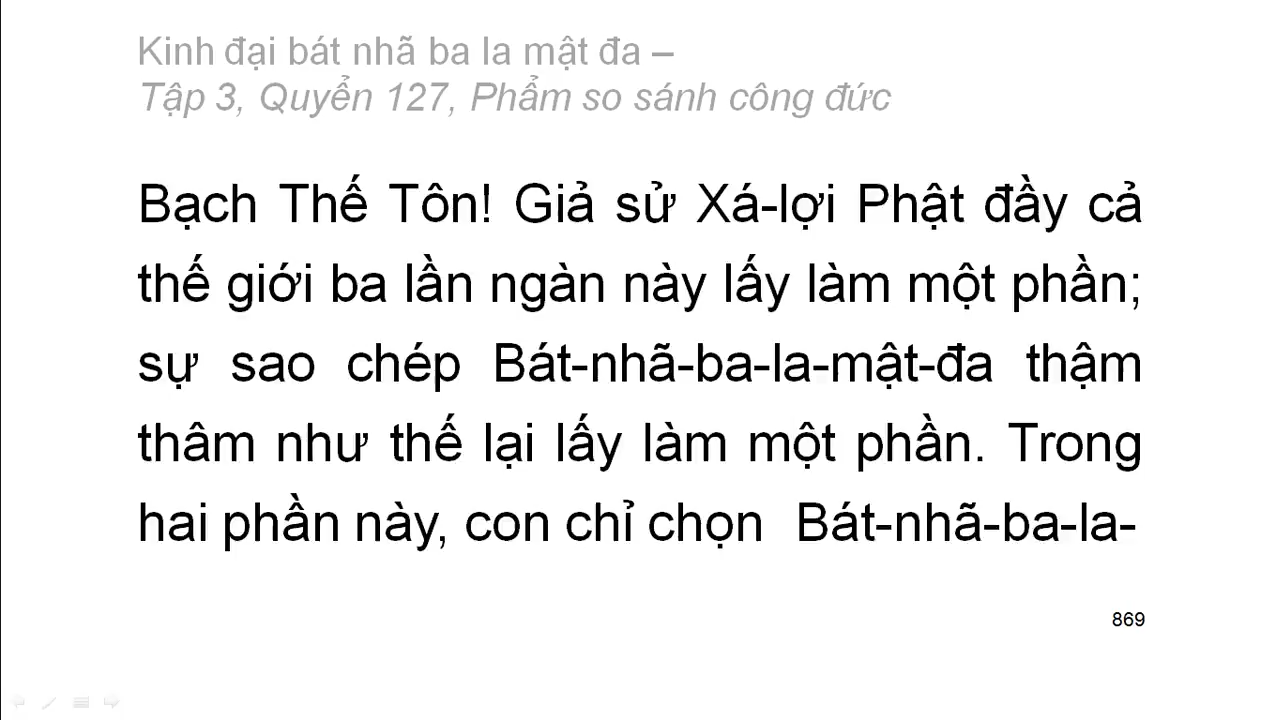 Kinh đại bát nhã ba la mật đa –
Tập 3, Quyển 127, Phẩm so sánh công đức
Bạch Thế Tôn! Giả sử Xá-lợi Phật đầy cả
thế giới ba lần ngàn này lấy làm một phần;
sự sao chép Bát-nhã-ba-la-mật-đa thậm
thâm như thế lại lấy làm một phần. Trong
hai phần này, con chỉ chọn Bát-nhã-ba-la-
869